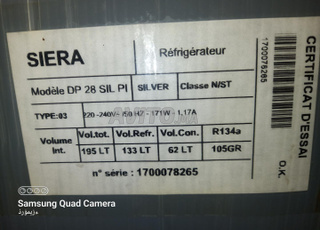 SIERA
Réfrigérateur
Modèle DP 28 SIL PI
SILVER
Classe N/ST
TYPE:03
220 -240V~ /50 HZ - 171W - 1,17A
Volume Int.
Vol.tot.
Vol.Refr.
Vol.Con.
R134a
195 LT
133 LT
62 LT
105GR
n° série : 1700078265
1700078265
CERTIFICAT D'ESSAI
O.K
Samsung Quad Camera